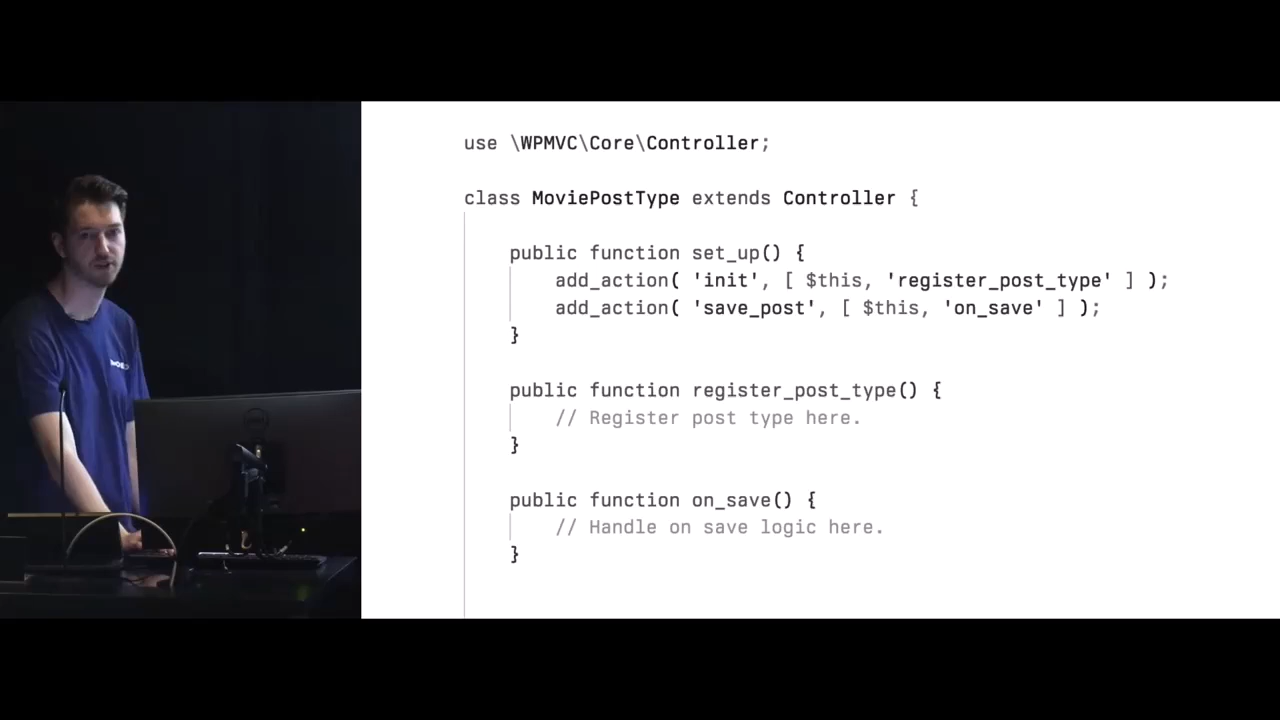 use \WPMVC\Core\Controller;
class MoviePostType extends Controller {
public function set_up() {
add_action( 'init', [ $this, 'register_post_type' ] );
add_action( 'save_post', [ $this, 'on_save' ] );
}
public function register_post_type() {
// Register post type here.
}
public function on_save() {
// Handle on save logic here.
}